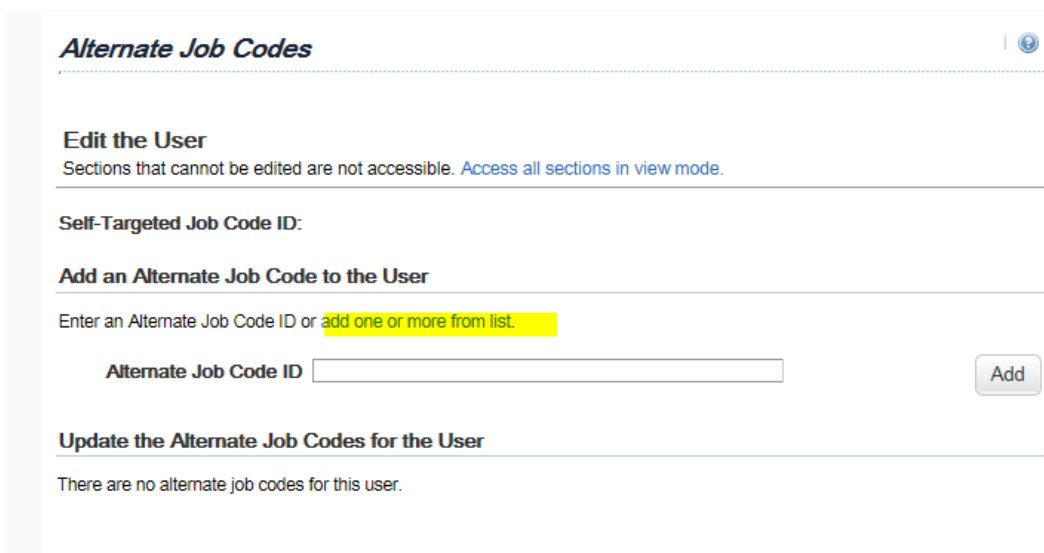 Alternate Job Codes
Edit the User
Sections that cannot be edited are not accessible. Access all sections in view mode.
Self-Targeted Job Code ID:
Add an Alternate Job Code to the User
Enter an Alternate Job Code ID or add one or more from list.
Alternate Job Code ID Add
Update the Alternate Job Codes for the User
There are no alternate job codes for this user.